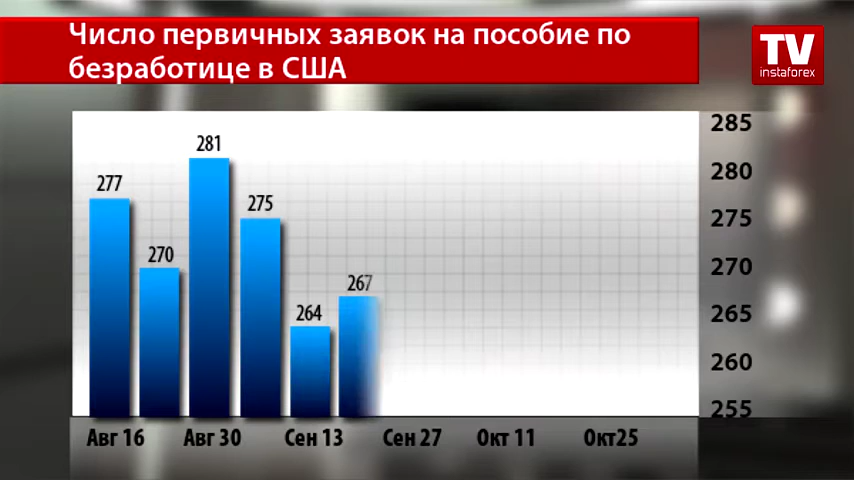 Число первичных заявок на пособие по
безработице в США
TV
instaforex
285
281
280
277
275
275
270
270
267
265
264
260
255
Авг 16
Авг 30
Сен 13
Сен 27
Окт 11
Окт25